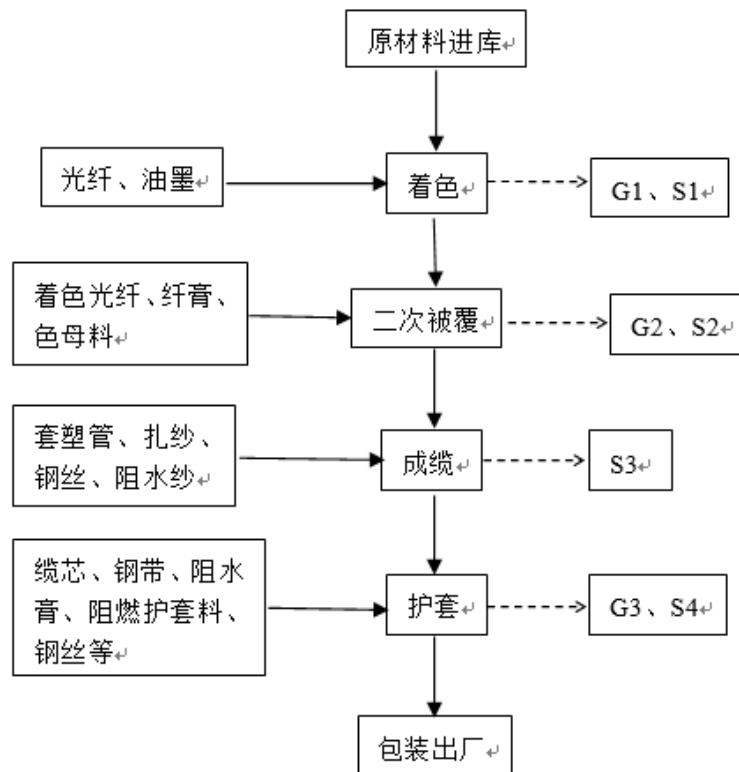 原材料进库
光纤、油墨
着色
G1、S1
着色光纤、纤膏、
色母料
二次被覆
G2、S2
套塑管、扎纱、
钢丝、阻水纱
成缆
S3
缆芯、钢带、阻水
膏、阻燃护套料、
钢丝等
护套
G3、S4
包装出厂